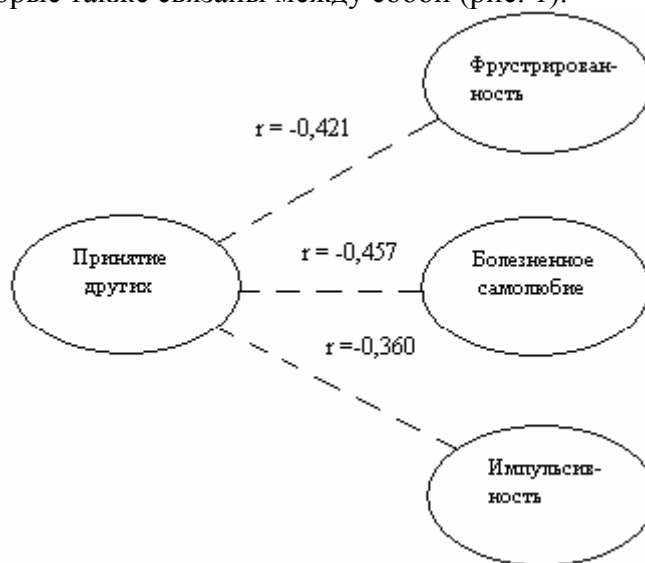 также связаны между собой (рис. 1).
Фрустрирован-
ность
r = -0,421
Принятие
других
r = -0,457
Болезненное
самолюбие
r =-0,360
Импульсив-
ность